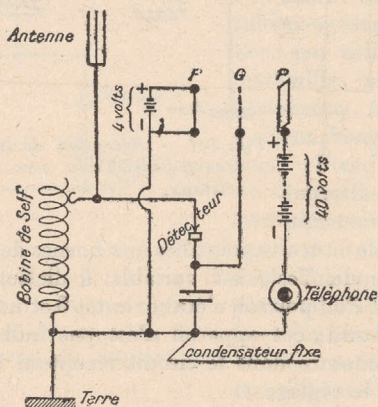 Antenne
F G P
+
4 volts
−
+
40 volts
−
Bobine de Self
Détecteur
Téléphone
condensateur fixe
Terre